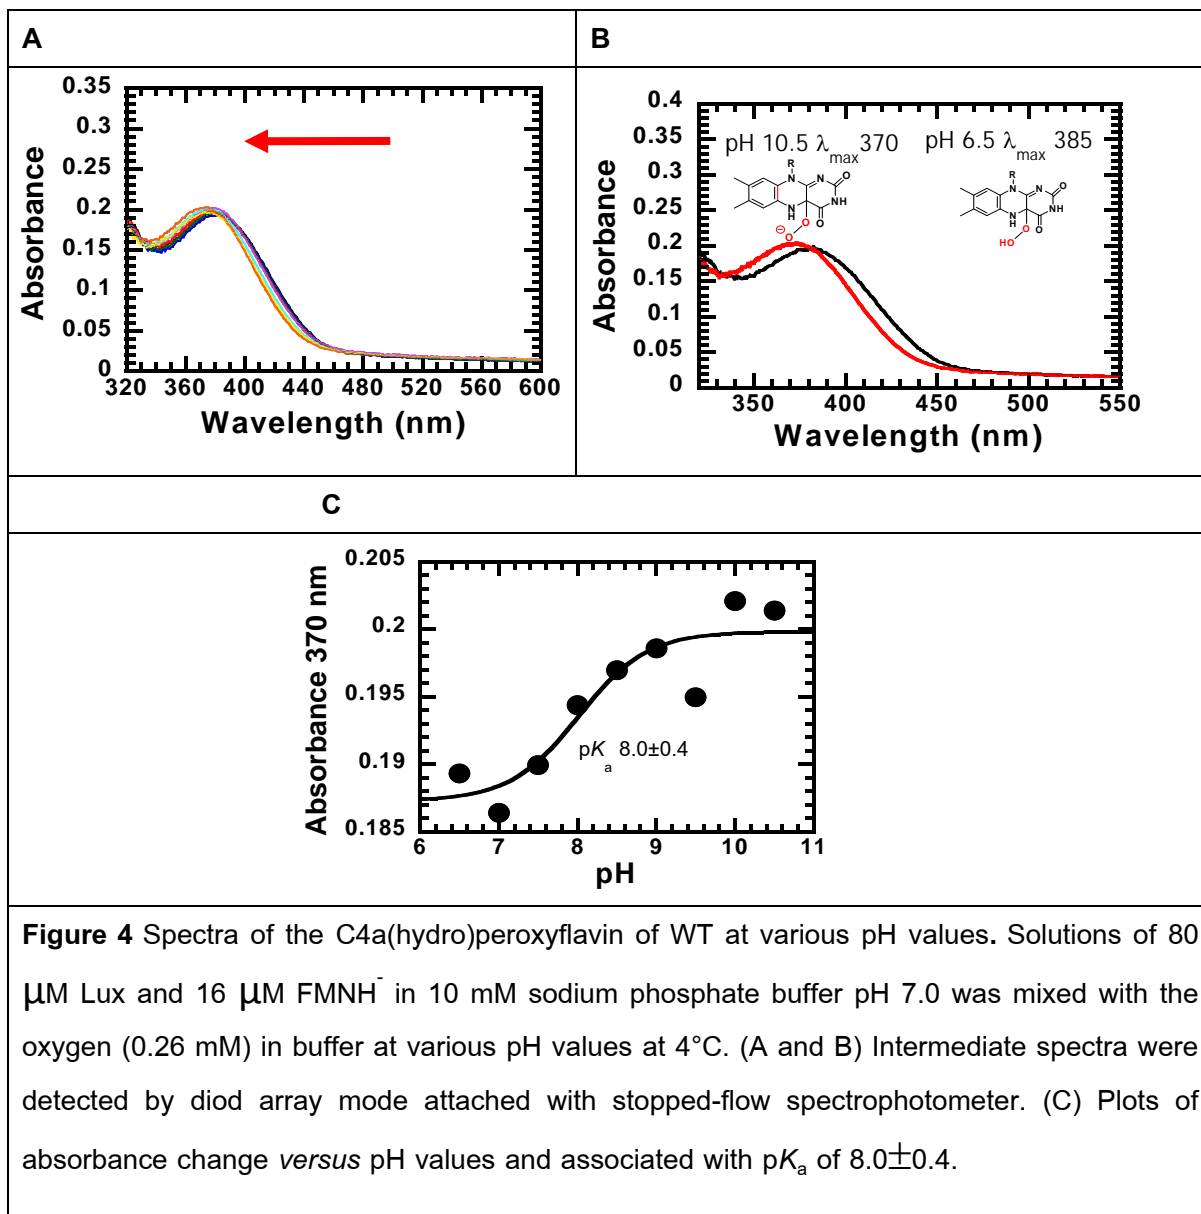 A
B
0.35
0.3
0.25
0.2
0.15
0.1
0.05
0
Absorbance
320 360 400 440 480 520 560 600
Wavelength (nm)
0.4
0.35
0.3
0.25
0.2
0.15
0.1
0.05
0
Absorbance
pH 10.5 λmax 370
pH 6.5 λmax 385
R
N
N
O
NH
N
H
O
O
O
⊖
R
N
N
O
NH
N
H
O
O
HO
350 400 450 500 550
Wavelength (nm)
C
0.205
0.2
0.195
0.19
0.185
Absorbance 370 nm
pKa 8.0±0.4
6 7 8 9 10 11
pH
Figure 4 Spectra of the C4a(hydro)peroxyflavin of WT at various pH values. Solutions of 80
μM Lux and 16 μM FMNH- in 10 mM sodium phosphate buffer pH 7.0 was mixed with the
oxygen (0.26 mM) in buffer at various pH values at 4°C. (A and B) Intermediate spectra were
detected by diod array mode attached with stopped-flow spectrophotometer. (C) Plots of
absorbance change versus pH values and associated with pKa of 8.0±0.4.